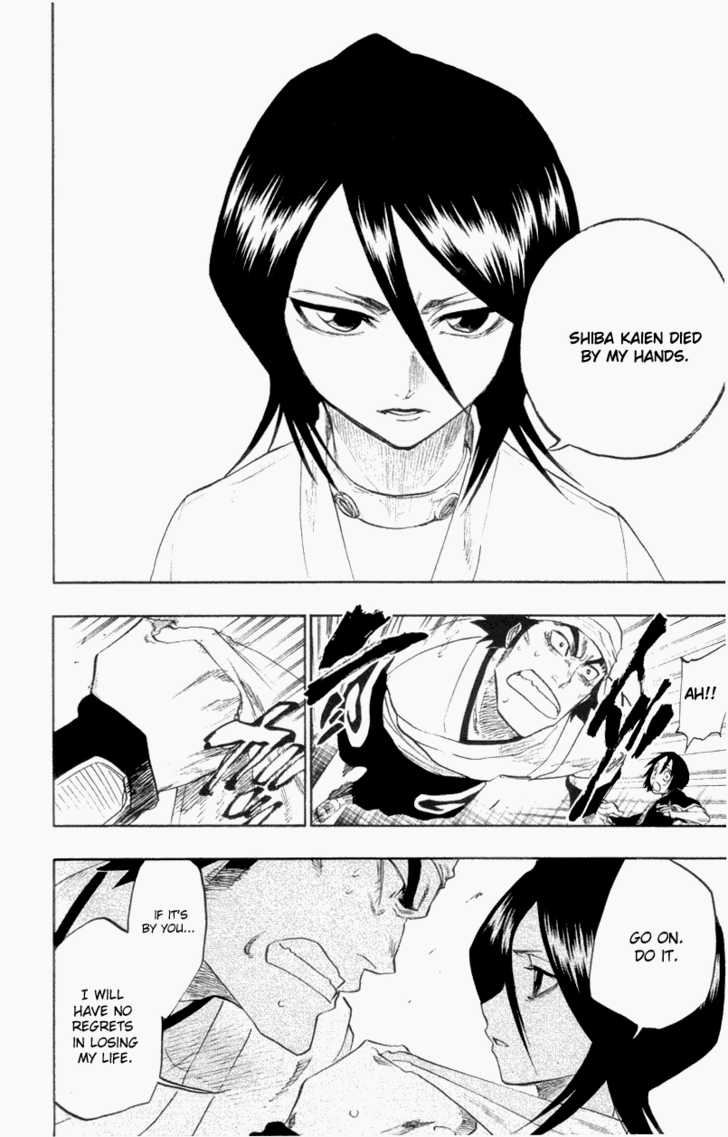 SHIBA KAIEN DIED
BY MY HANDS.
AH!!
GO ON.
DO IT.
IF IT'S
BY YOU...
I WILL
HAVE NO
REGRETS
IN LOSING
MY LIFE.